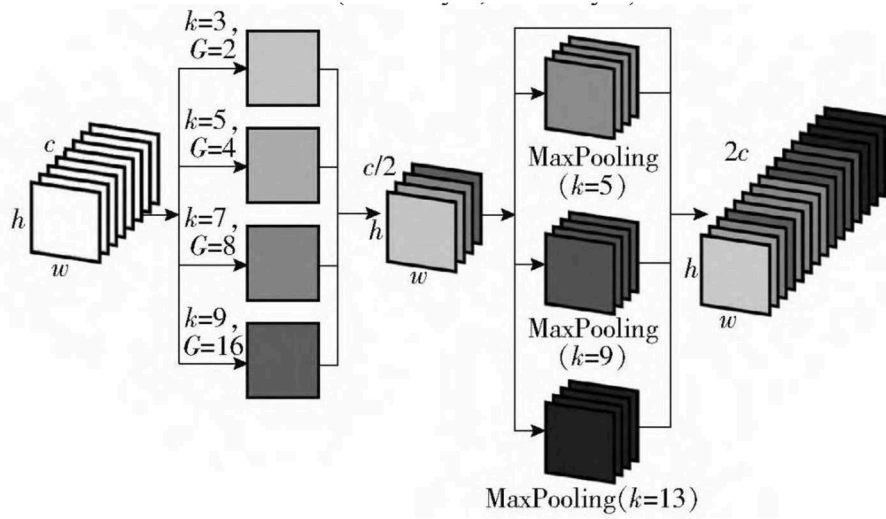 k=3,
G=2
k=5,
G=4
k=7,
G=8
k=9,
G=16
c
h
w
c/2
h
w
MaxPooling
(k=5)
MaxPooling
(k=9)
MaxPooling(k=13)
2c
h
w